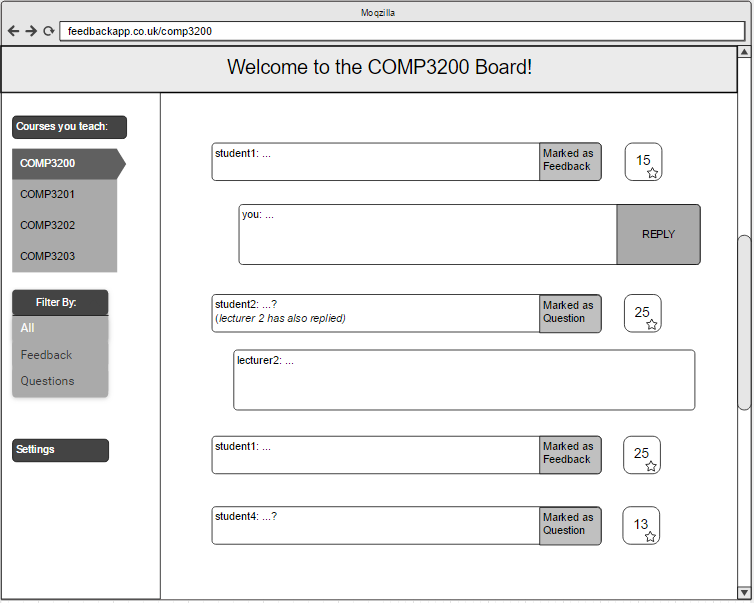 Moqzilla
feedbackapp.co.uk/comp3200
Welcome to the COMP3200 Board!
Courses you teach:
COMP3200
COMP3201
COMP3202
COMP3203
Filter By:
All
Feedback
Questions
Settings
student1: ...
Marked as
Feedback
15
you: ...
REPLY
student2: ...?
(lecturer 2 has also replied)
Marked as
Question
25
lecturer2: ...
student1: ...
Marked as
Feedback
25
student4: ...?
Marked as
Question
13